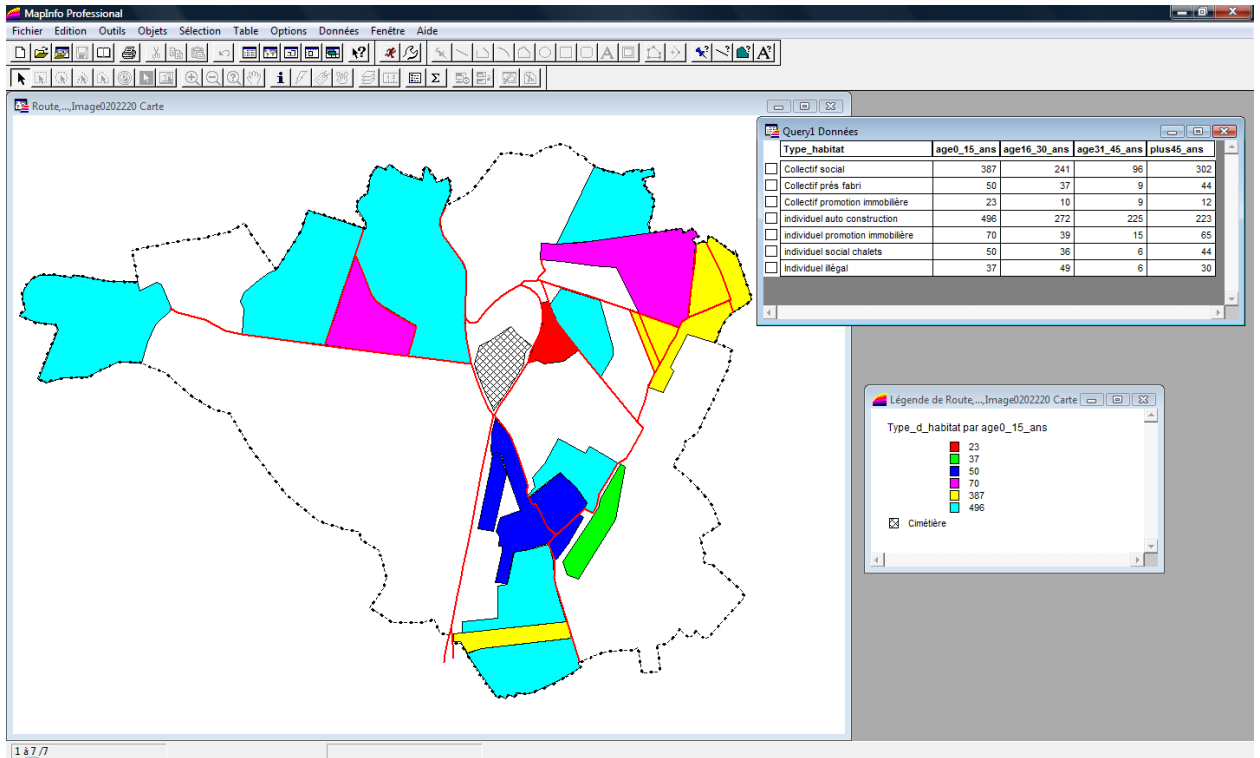 MapInfo Professional
Fichier Edition Outils Objets Sélection Table Options Données Fenêtre Aide
Route,...,Image0202220 Carte
Query1 Données
Type_habitat age0_15_ans age16_30_ans age31_45_ans plus45_ans
Collectif social 387 241 96 302
Collectif prés fabri 50 37 9 44
Collectif promotion immobilière 23 10 9 12
individuel auto construction 496 272 225 223
individuel promotion immobilière 70 39 15 65
individuel social chalets 50 36 6 44
Individuel illégal 37 49 6 30
Légende de Route,...,Image0202220 Carte
Type_d_habitat par age0_15_ans
23
37
50
70
387
496
Cimètière
1 à 7 /7